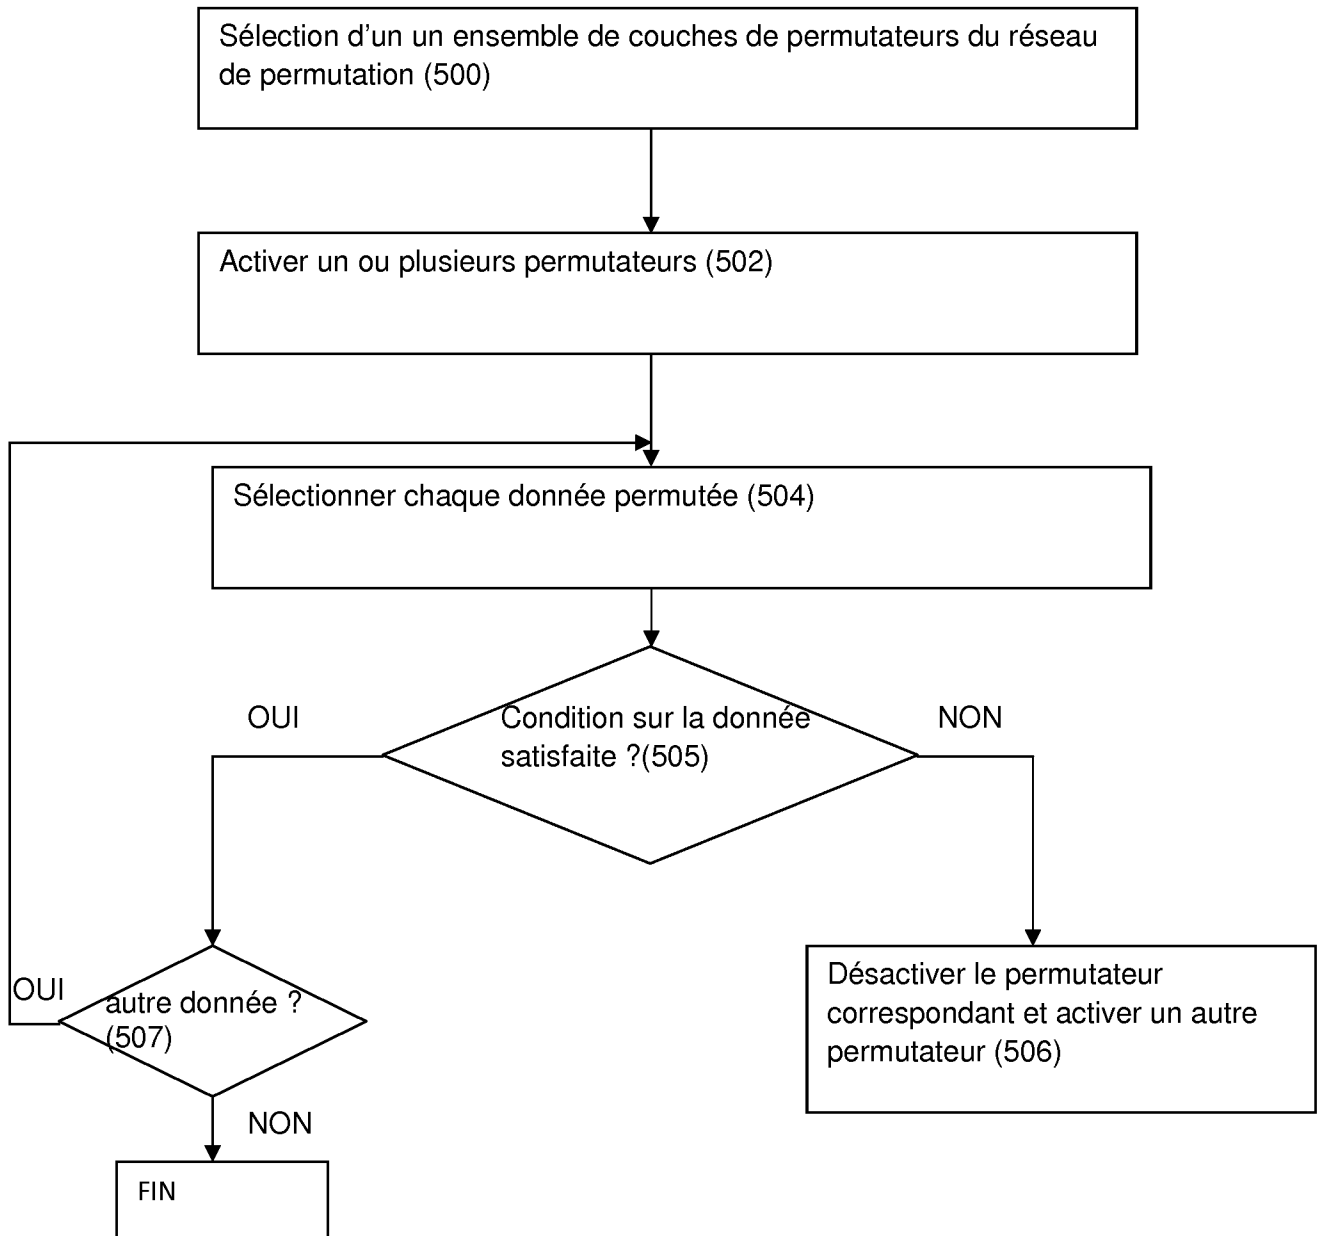 Sélection d'un un ensemble de couches de permutateurs du réseau
de permutation (500)
Activer un ou plusieurs permutateurs (502)
Sélectionner chaque donnée permutée (504)
OUI
Condition sur la donnée
satisfaite ?(505)
NON
OUI
autre donnée ?
(507)
Désactiver le permutateur
correspondant et activer un autre
permutateur (506)
NON
FIN